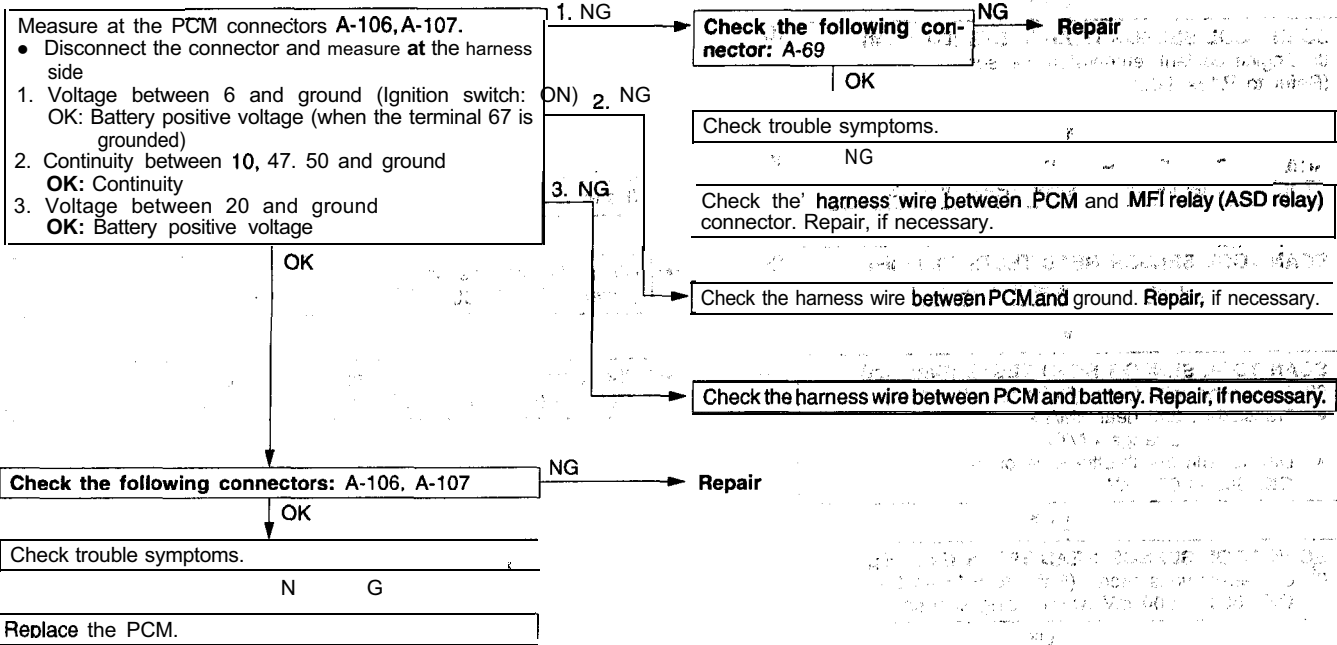 Measure at the PCM connectors A-106, A-107.
• Disconnect the connector and measure at the harness
side
1. Voltage between 6 and ground (Ignition switch: ON)
OK: Battery positive voltage (when the terminal 67 is
grounded)
2. Continuity between 10, 47. 50 and ground
OK: Continuity
3. Voltage between 20 and ground
OK: Battery positive voltage
1. NG
Check the following con-
nector: A-69
NG
Repair
OK
Check trouble symptoms.
NG
Check the' harness wire between PCM and MFI relay (ASD relay)
connector. Repair, if necessary.
2. NG
Check the harness wire between PCM and ground. Repair, if necessary.
3. NG
Check the harness wire between PCM and battery. Repair, if necessary.
OK
Check the following connectors: A-106, A-107
NG
Repair
OK
Check trouble symptoms.
N G
Replace the PCM.